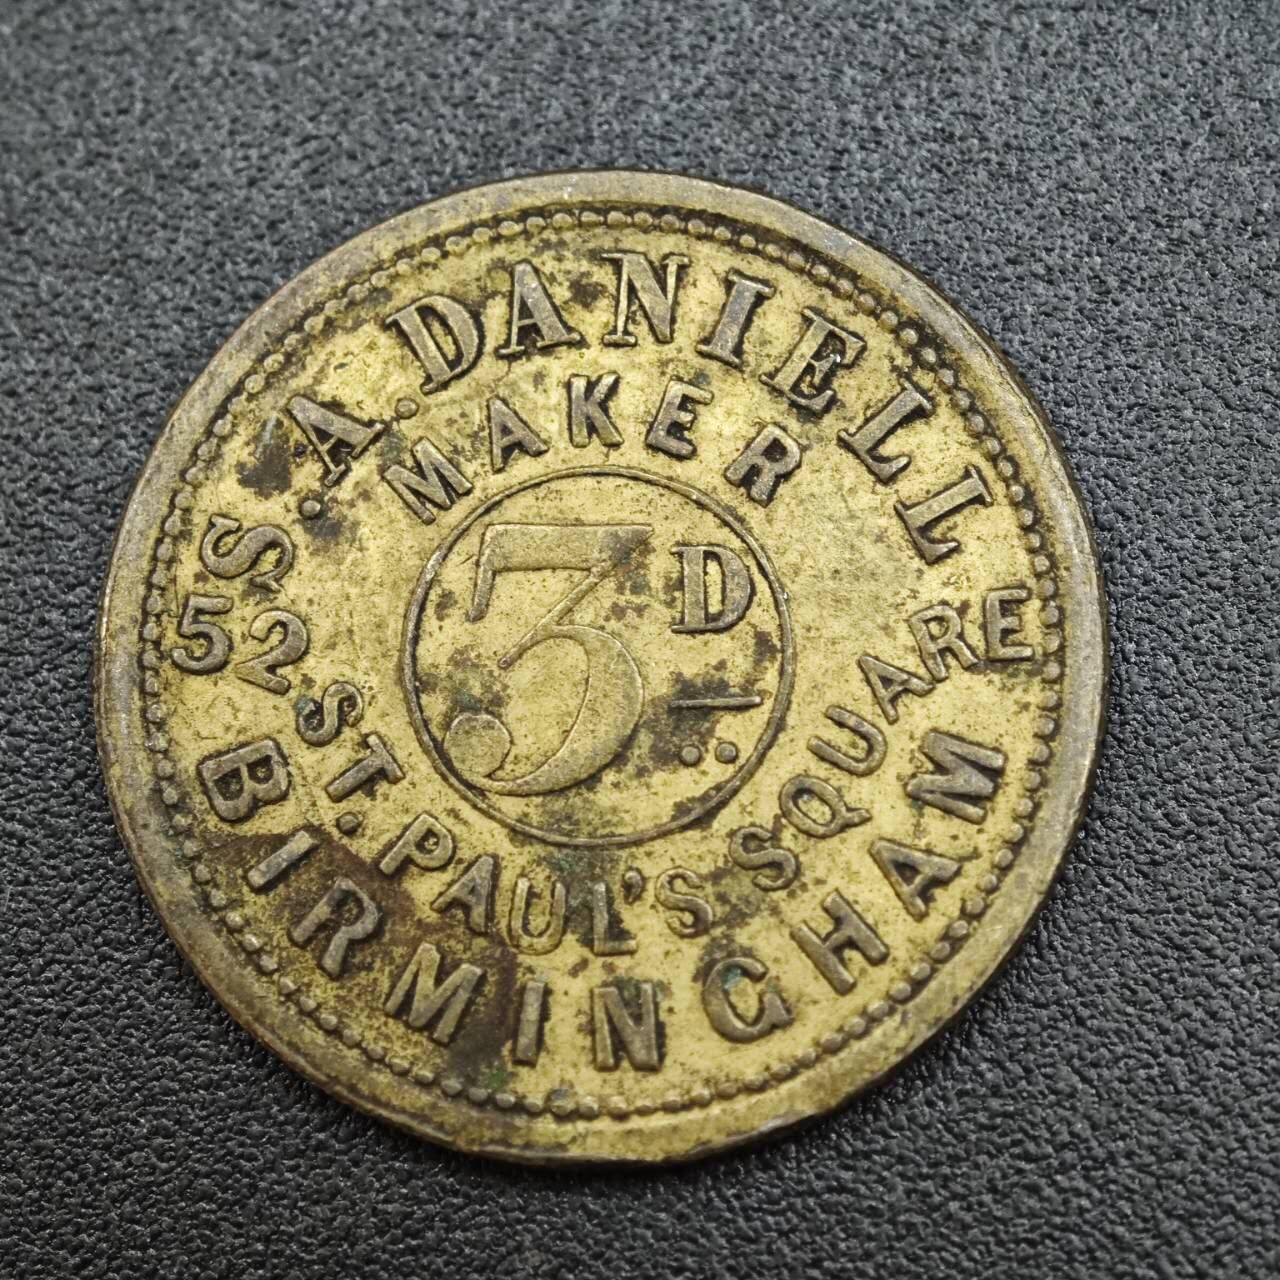 S. A. DANIELL
MAKER
3D
52 ST. PAUL'S SQUARE
BIRMINGHAM